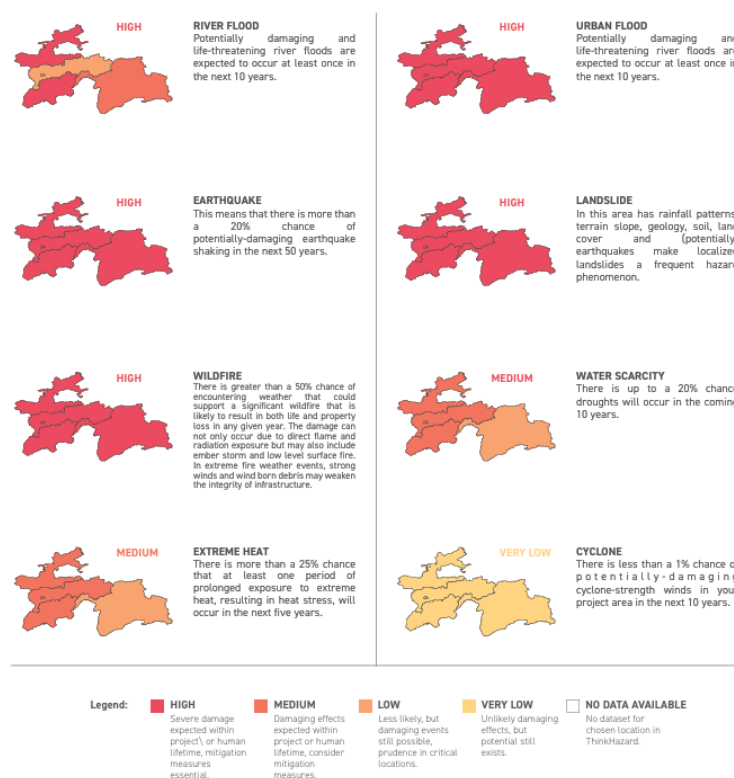 HIGH
RIVER FLOOD
Potentially damaging and
life-threatening river floods are
expected to occur at least once in
the next 10 years.
HIGH
URBAN FLOOD
Potentially damaging and
life-threatening river floods are
expected to occur at least once in
the next 10 years.
HIGH
EARTHQUAKE
This means that there is more than
a 20% chance of
potentially-damaging earthquake
shaking in the next 50 years.
HIGH
LANDSLIDE
In this area has rainfall patterns,
terrain slope, geology, soil, land
cover and (potentially)
earthquakes make localized
landslides a frequent hazard
phenomenon.
HIGH
WILDFIRE
There is greater than a 50% chance of
encountering weather that could
support a significant wildfire that is
likely to result in both life and property
loss in any given year. The damage can
not only occur due to direct flame and
radiation exposure but may also include
ember storm and low level surface fire.
In extreme fire weather events, strong
winds and wind born debris may weaken
the integrity of infrastructure.
MEDIUM
WATER SCARCITY
There is up to a 20% chance
droughts will occur in the coming
10 years.
MEDIUM
EXTREME HEAT
There is more than a 25% chance
that at least one period of
prolonged exposure to extreme
heat, resulting in heat stress, will
occur in the next five years.
VERY LOW
CYCLONE
There is less than a 1% chance of
potentially-damaging
cyclone-strength winds in your
project area in the next 10 years.
Legend:
HIGH
Severe damage
expected within
project\ or human
lifetime, mitigation
measures
essential.
MEDIUM
Damaging effects
expected within
project or human
lifetime, consider
mitigation
measures.
LOW
Less likely, but
damaging events
still possible,
prudence in critical
locations.
VERY LOW
Unlikely damaging
effects, but
potential still
exists.
NO DATA AVAILABLE
No dataset for
chosen location in
ThinkHazard.